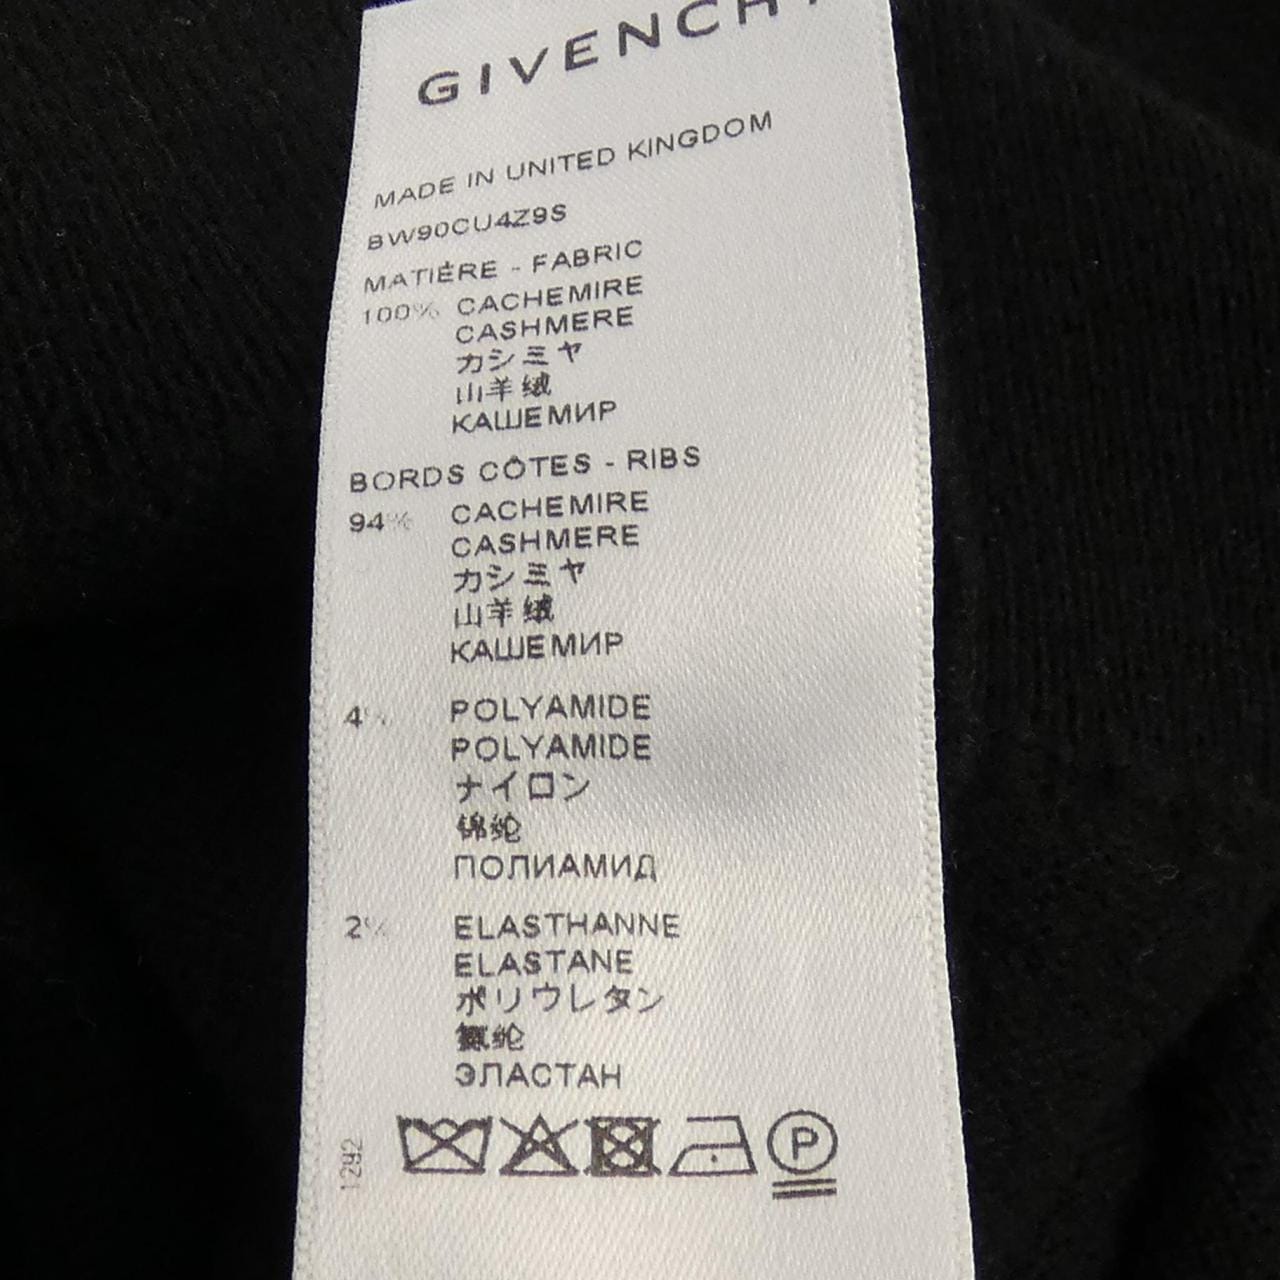 GIVENCHY
MADE IN UNITED KINGDOM
BW90CU4Z9S
MATIÈRE - FABRIC
100% CACHEMIRE
CASHMERE
カシミヤ
山羊绒
КАШЕМИР
BORDS CÔTES - RIBS
94% CACHEMIRE
CASHMERE
カシミヤ
山羊绒
КАШЕМИР
4% POLYAMIDE
POLYAMIDE
ナイロン
锦纶
ПОЛИАМИД
2% ELASTHANNE
ELASTANE
ポリウレタン
氨纶
ЭЛАСТАН
1292
P